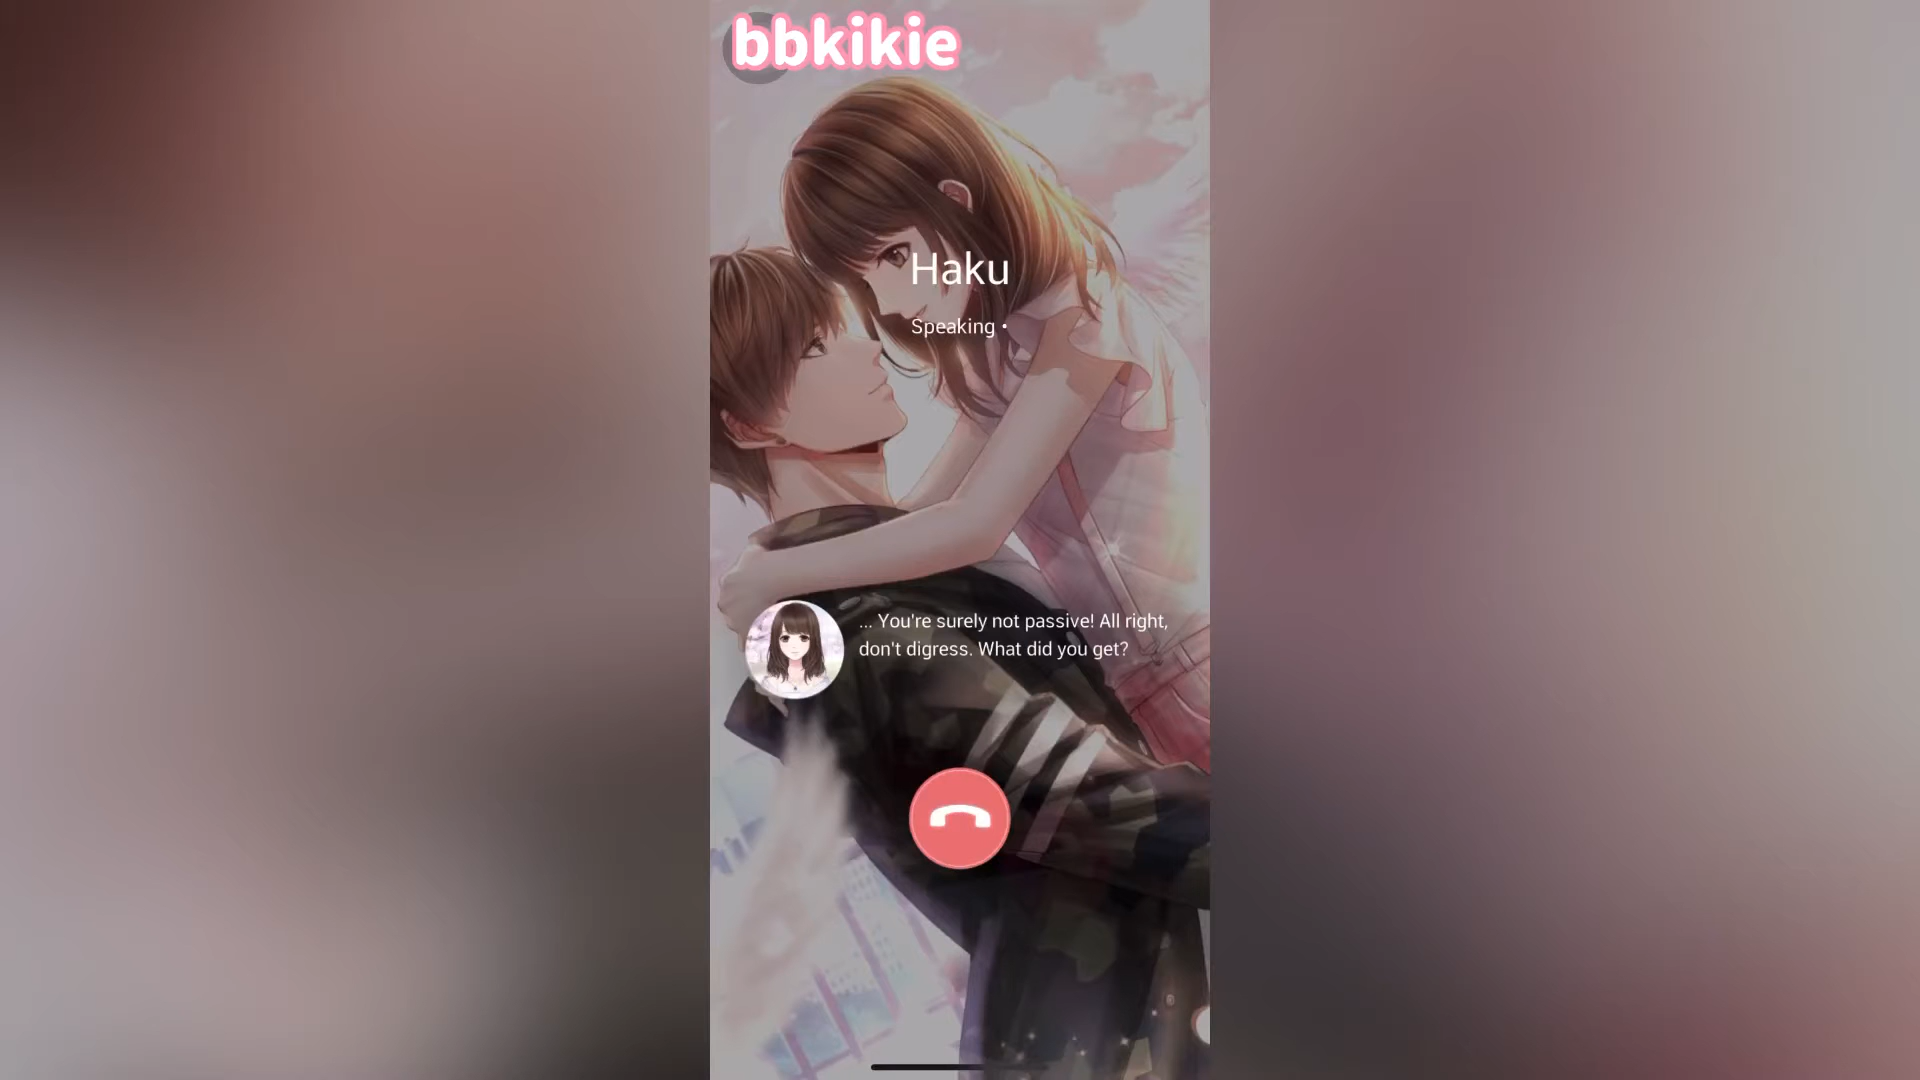 bbkikie
Haku
Speaking •
... You're surely not passive! All right,
don't digress. What did you get?